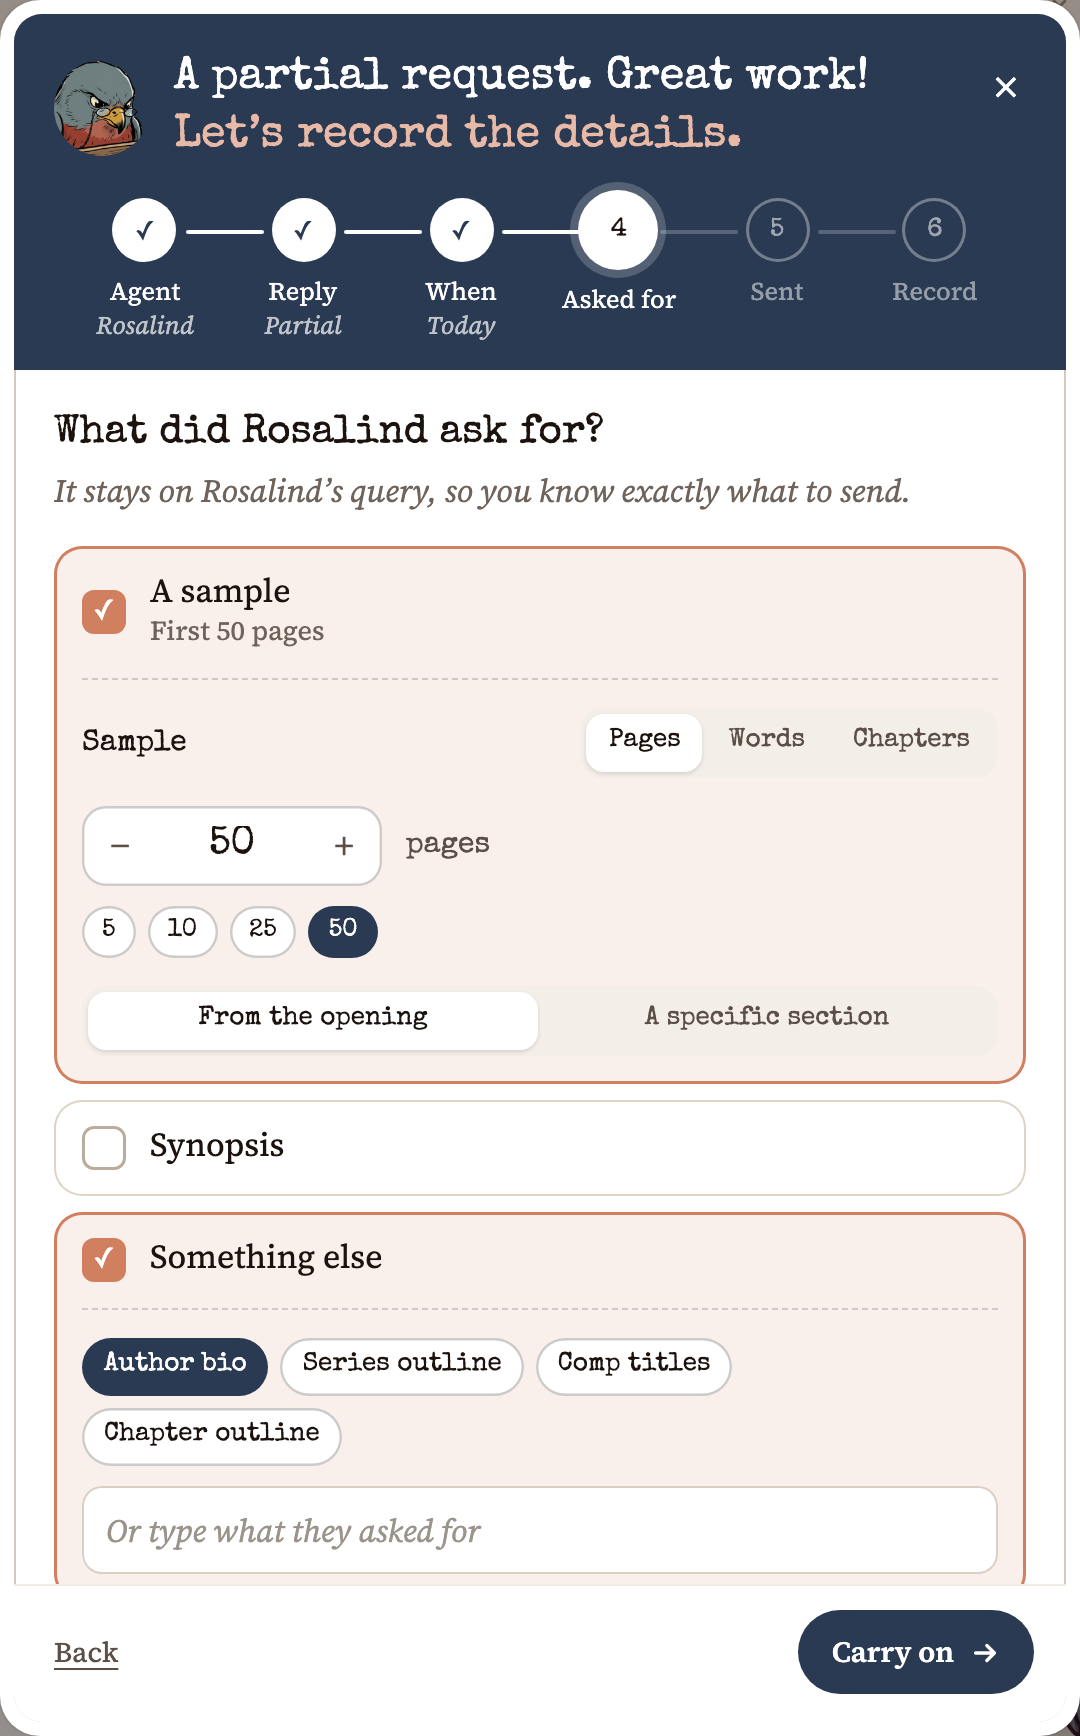 A partial request. Great work!
Let’s record the details.
✕
✓ ✓ ✓ 4 5 6
Agent Reply When Asked for Sent Record
Rosalind Partial Today
What did Rosalind ask for?
It stays on Rosalind’s query, so you know exactly what to send.
✓ A sample
First 50 pages
Sample Pages Words Chapters
− 50 + pages
5 10 25 50
From the opening A specific section
Synopsis
✓ Something else
Author bio Series outline Comp titles
Chapter outline
Or type what they asked for
Back Carry on →